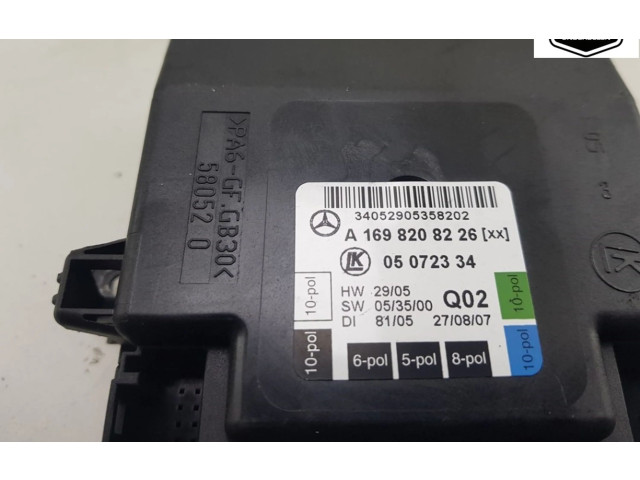 >PA6-GF.GB30<
58052 0
34052905358202
A 169 820 82 26 [xx]
LK 05 0723 34
HW 29/05
SW 05/35/00 Q02
DI 81/05 27/08/07
10-pol
10-pol
10-pol
10-pol
6-pol 5-pol 8-pol
LK